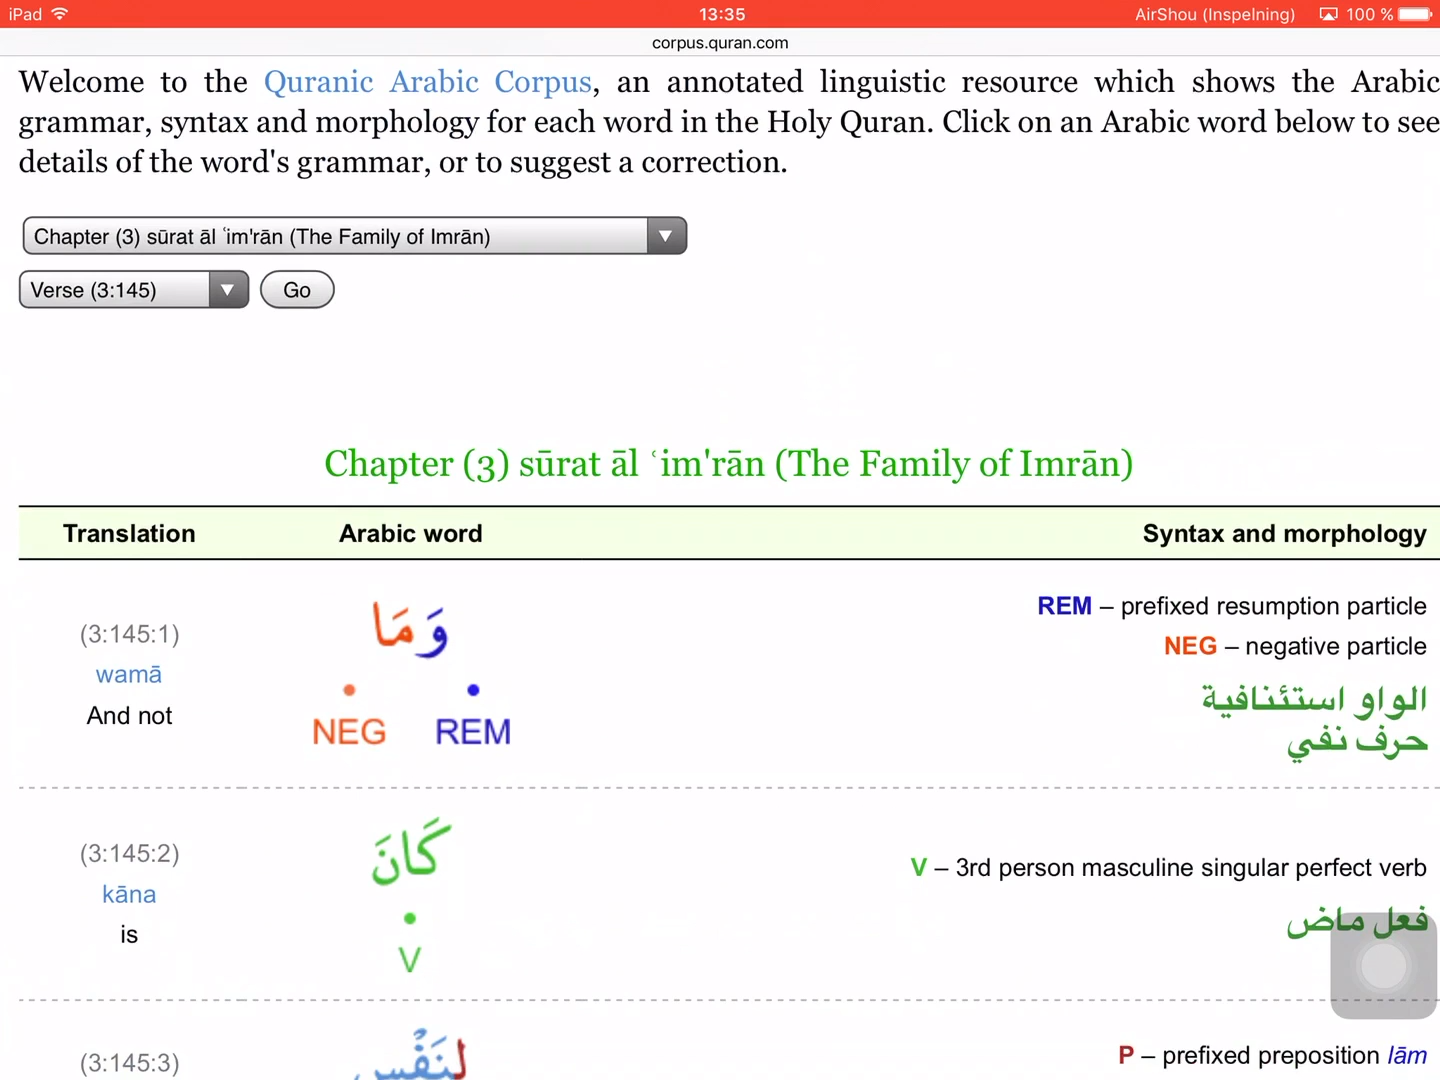 iPad 13:35 AirShou (Inspelning) 100 %
corpus.quran.com
Welcome to the Quranic Arabic Corpus, an annotated linguistic resource which shows the Arabic
grammar, syntax and morphology for each word in the Holy Quran. Click on an Arabic word below to see
details of the word's grammar, or to suggest a correction.
Chapter (3) sūrat āl ʿim'rān (The Family of Imrān)
Verse (3:145) Go
Chapter (3) sūrat āl ʿim'rān (The Family of Imrān)
Translation Arabic word Syntax and morphology
(3:145:1)
wamā
And not
وَمَا
NEG REM
REM – prefixed resumption particle
NEG – negative particle
الواو استئنافية
حرف نفي
(3:145:2)
kāna
is
كَانَ
V
V – 3rd person masculine singular perfect verb
فعل ماض
(3:145:3)
لِنَفْسٍ
P – prefixed preposition lām